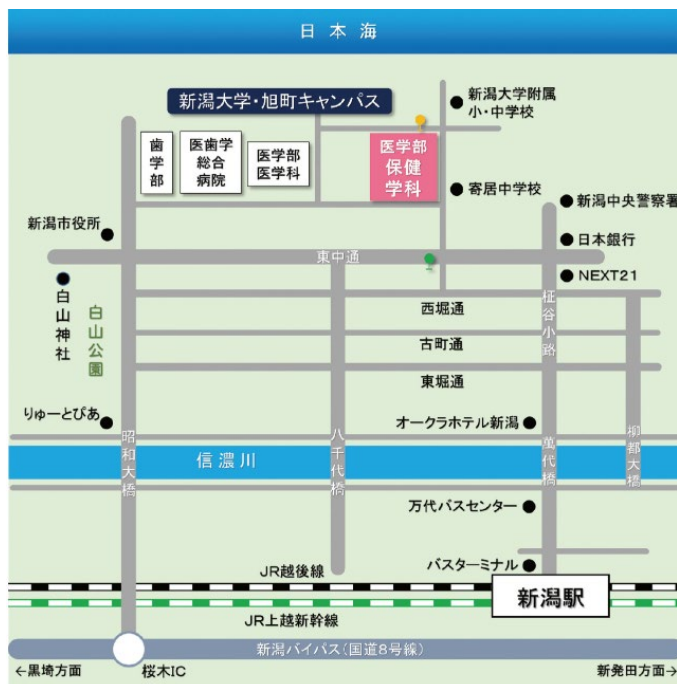 日本海
新潟大学・旭町キャンパス
新潟大学附属
小・中学校
歯学部
医歯学
総合
病院
医学部
医学科
医学部
保健
学科
寄居中学校
新潟中央警察署
新潟市役所
日本銀行
東中通
NEXT21
白山神社
白山公園
西堀通
柾谷小路
古町通
東堀通
りゅーとぴあ
オークラホテル新潟
昭和大橋
八千代橋
萬代橋
柳都大橋
信濃川
万代バスセンター
バスターミナル
JR越後線
新潟駅
JR上越新幹線
新潟バイパス(国道8号線)
←黒埼方面
桜木IC
新発田方面→